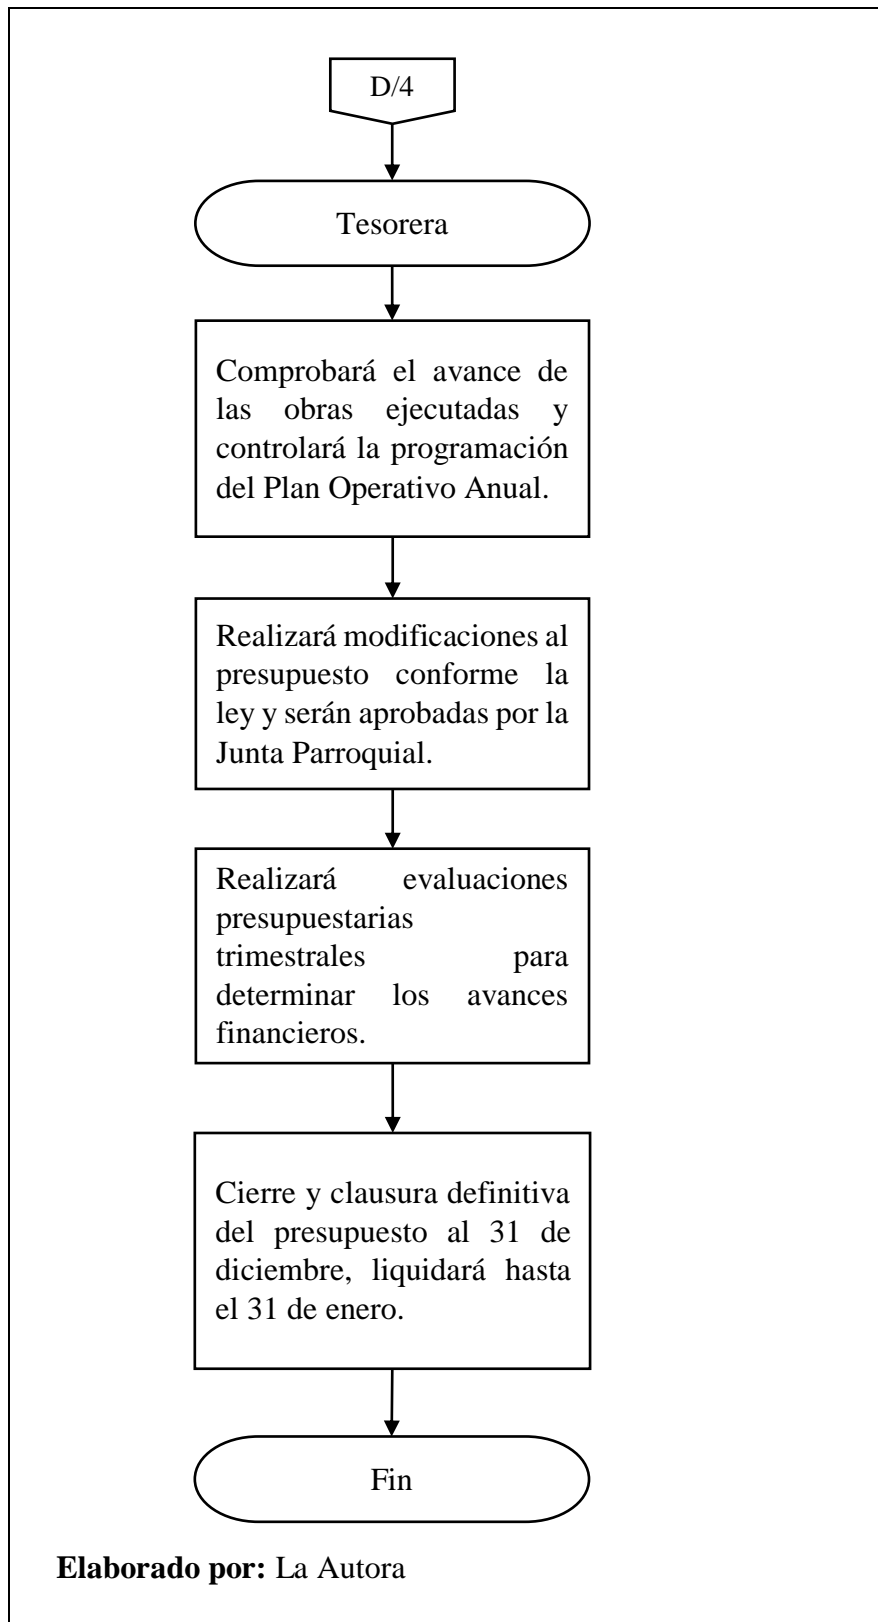 D/4
Tesorera
Comprobará el avance de
las obras ejecutadas y
controlará la programación
del Plan Operativo Anual.
Realizará modificaciones al
presupuesto conforme la
ley y serán aprobadas por la
Junta Parroquial.
Realizará evaluaciones
presupuestarias
trimestrales para
determinar los avances
financieros.
Cierre y clausura definitiva
del presupuesto al 31 de
diciembre, liquidará hasta
el 31 de enero.
Fin
Elaborado por: La Autora